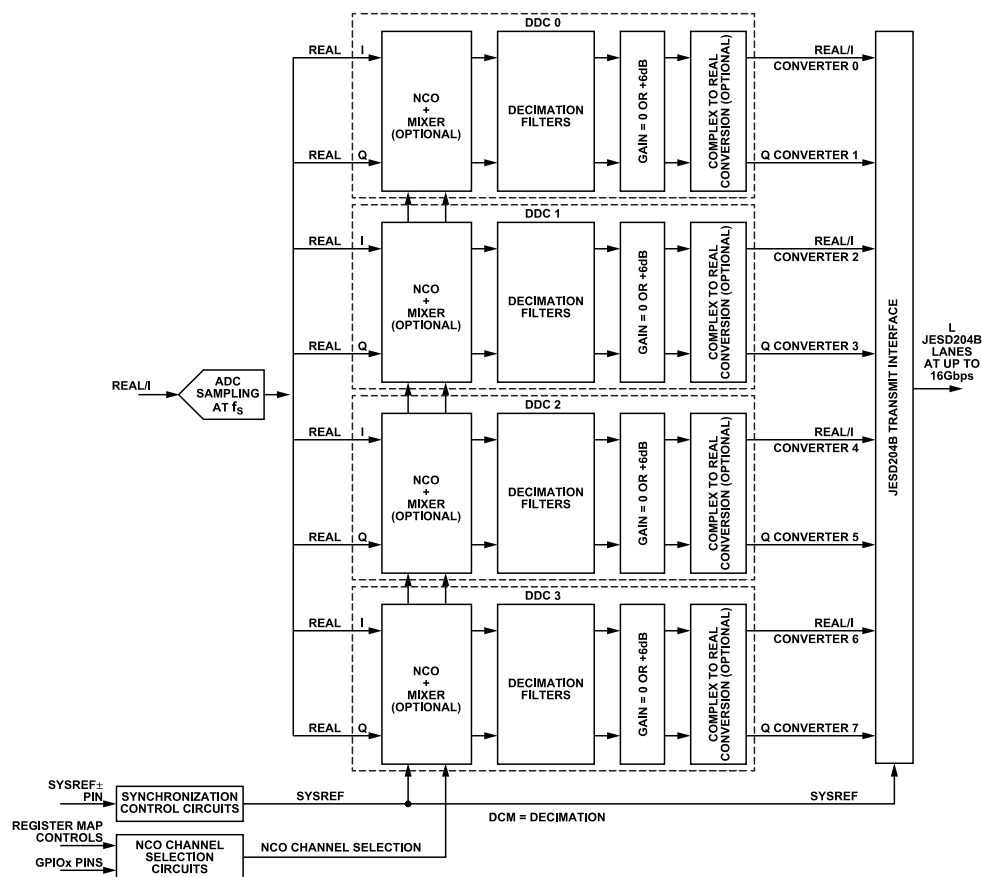 DDC 0
REAL I
NCO
+
MIXER
(OPTIONAL)
REAL Q
DECIMATION
FILTERS
GAIN = 0 OR +6dB
COMPLEX TO REAL
CONVERSION (OPTIONAL)
REAL/I
CONVERTER 0
Q CONVERTER 1
DDC 1
REAL I
NCO
+
MIXER
(OPTIONAL)
REAL Q
DECIMATION
FILTERS
GAIN = 0 OR +6dB
COMPLEX TO REAL
CONVERSION (OPTIONAL)
REAL/I
CONVERTER 2
Q CONVERTER 3
REAL/I
ADC
SAMPLING
AT fS
DDC 2
REAL I
NCO
+
MIXER
(OPTIONAL)
REAL Q
DECIMATION
FILTERS
GAIN = 0 OR +6dB
COMPLEX TO REAL
CONVERSION (OPTIONAL)
REAL/I
CONVERTER 4
Q CONVERTER 5
DDC 3
REAL I
NCO
+
MIXER
(OPTIONAL)
REAL Q
DECIMATION
FILTERS
GAIN = 0 OR +6dB
COMPLEX TO REAL
CONVERSION (OPTIONAL)
REAL/I
CONVERTER 6
Q CONVERTER 7
JESD204B TRANSMIT INTERFACE
L
JESD204B
LANES
AT UP TO
16Gbps
SYSREF±
PIN
SYNCHRONIZATION
CONTROL CIRCUITS
SYSREF
SYSREF
DCM = DECIMATION
REGISTER MAP
CONTROLS
GPIOx PINS
NCO CHANNEL
SELECTION
CIRCUITS
NCO CHANNEL SELECTION